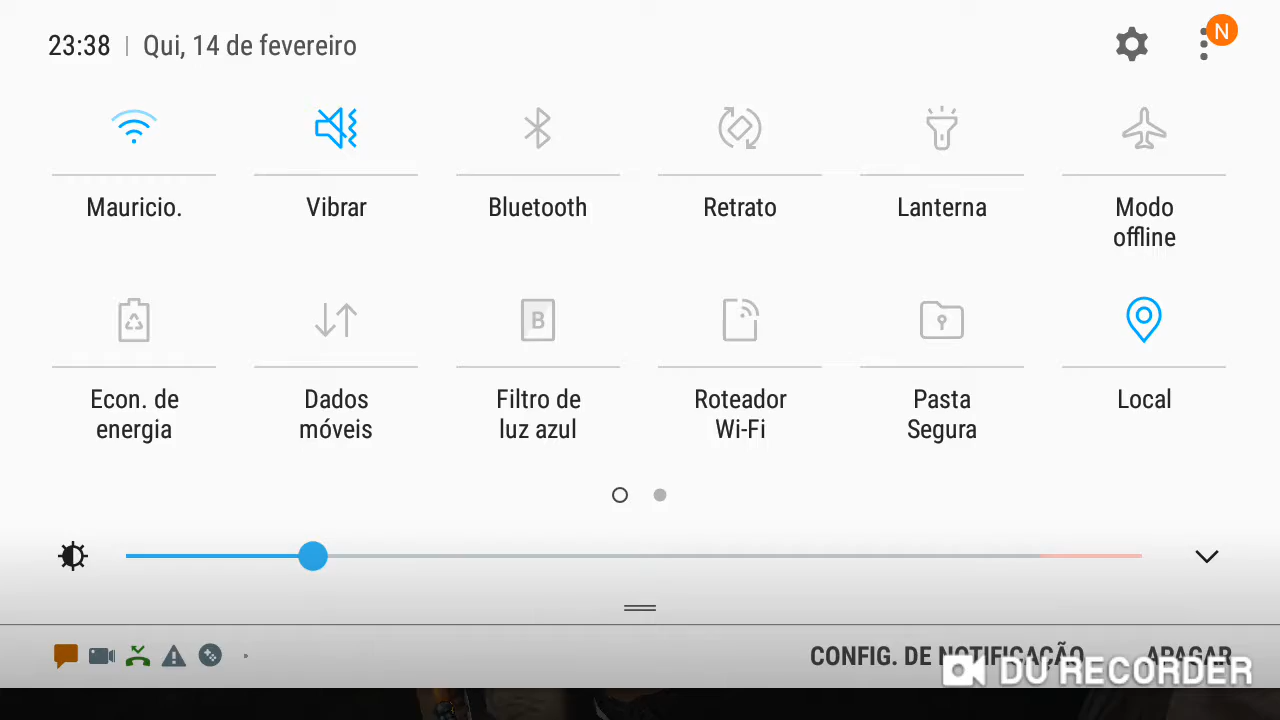 23:38 | Qui, 14 de fevereiro
N
Mauricio.
Vibrar
Bluetooth
Retrato
Lanterna
Modo
offline
Econ. de
energia
Dados
móveis
B
Filtro de
luz azul
Roteador
Wi-Fi
Pasta
Segura
Local
CONFIG. DE NOTIFICAÇÃO
APAGAR
DU RECORDER